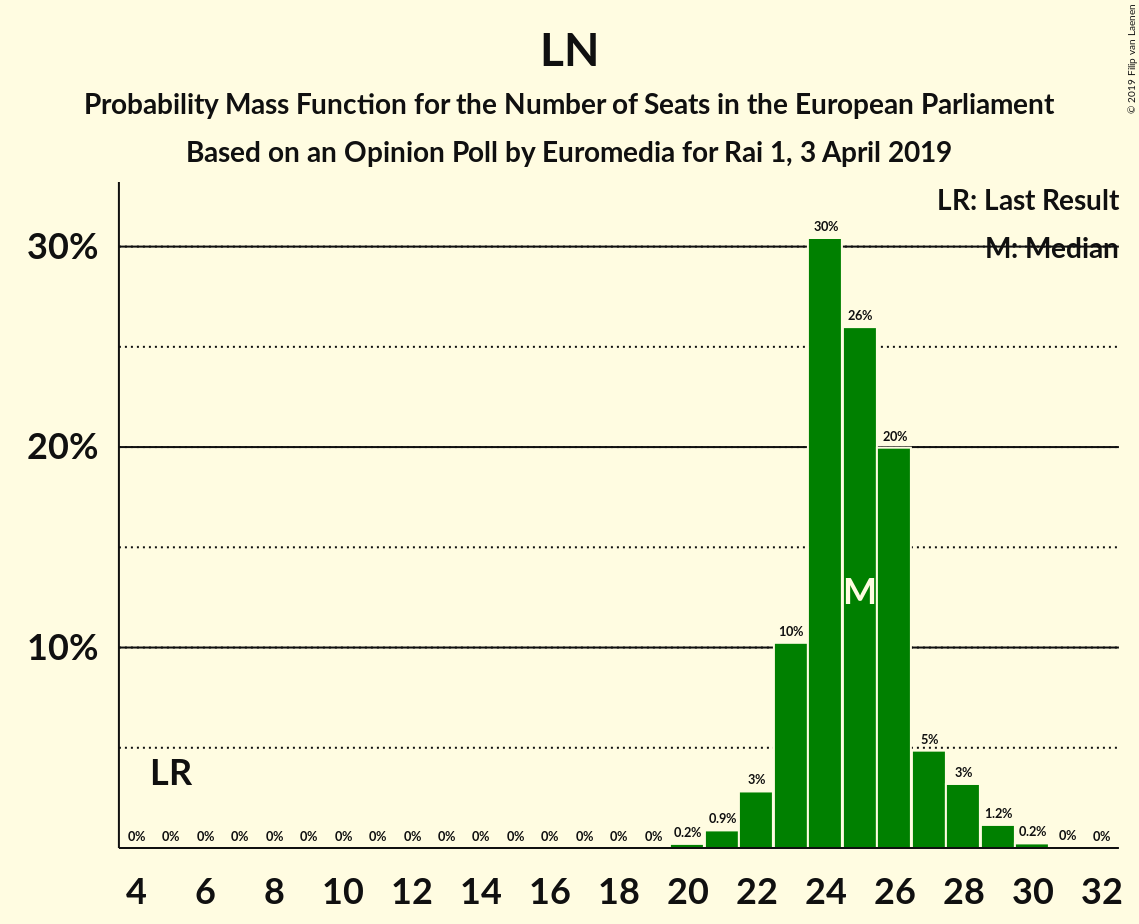 LN
Probability Mass Function for the Number of Seats in the European Parliament
Based on an Opinion Poll by Euromedia for Rai 1, 3 April 2019
© 2019 Filip van Laenen
LR: Last Result
M: Median
30%
20%
10%
30%
26%
20%
10%
5%
3%
3%
1.2%
0.9%
0.2%
0.2%
M
LR
0% 0% 0% 0% 0% 0% 0% 0% 0% 0% 0% 0% 0% 0% 0% 0% 0% 0%
4 6 8 10 12 14 16 18 20 22 24 26 28 30 32